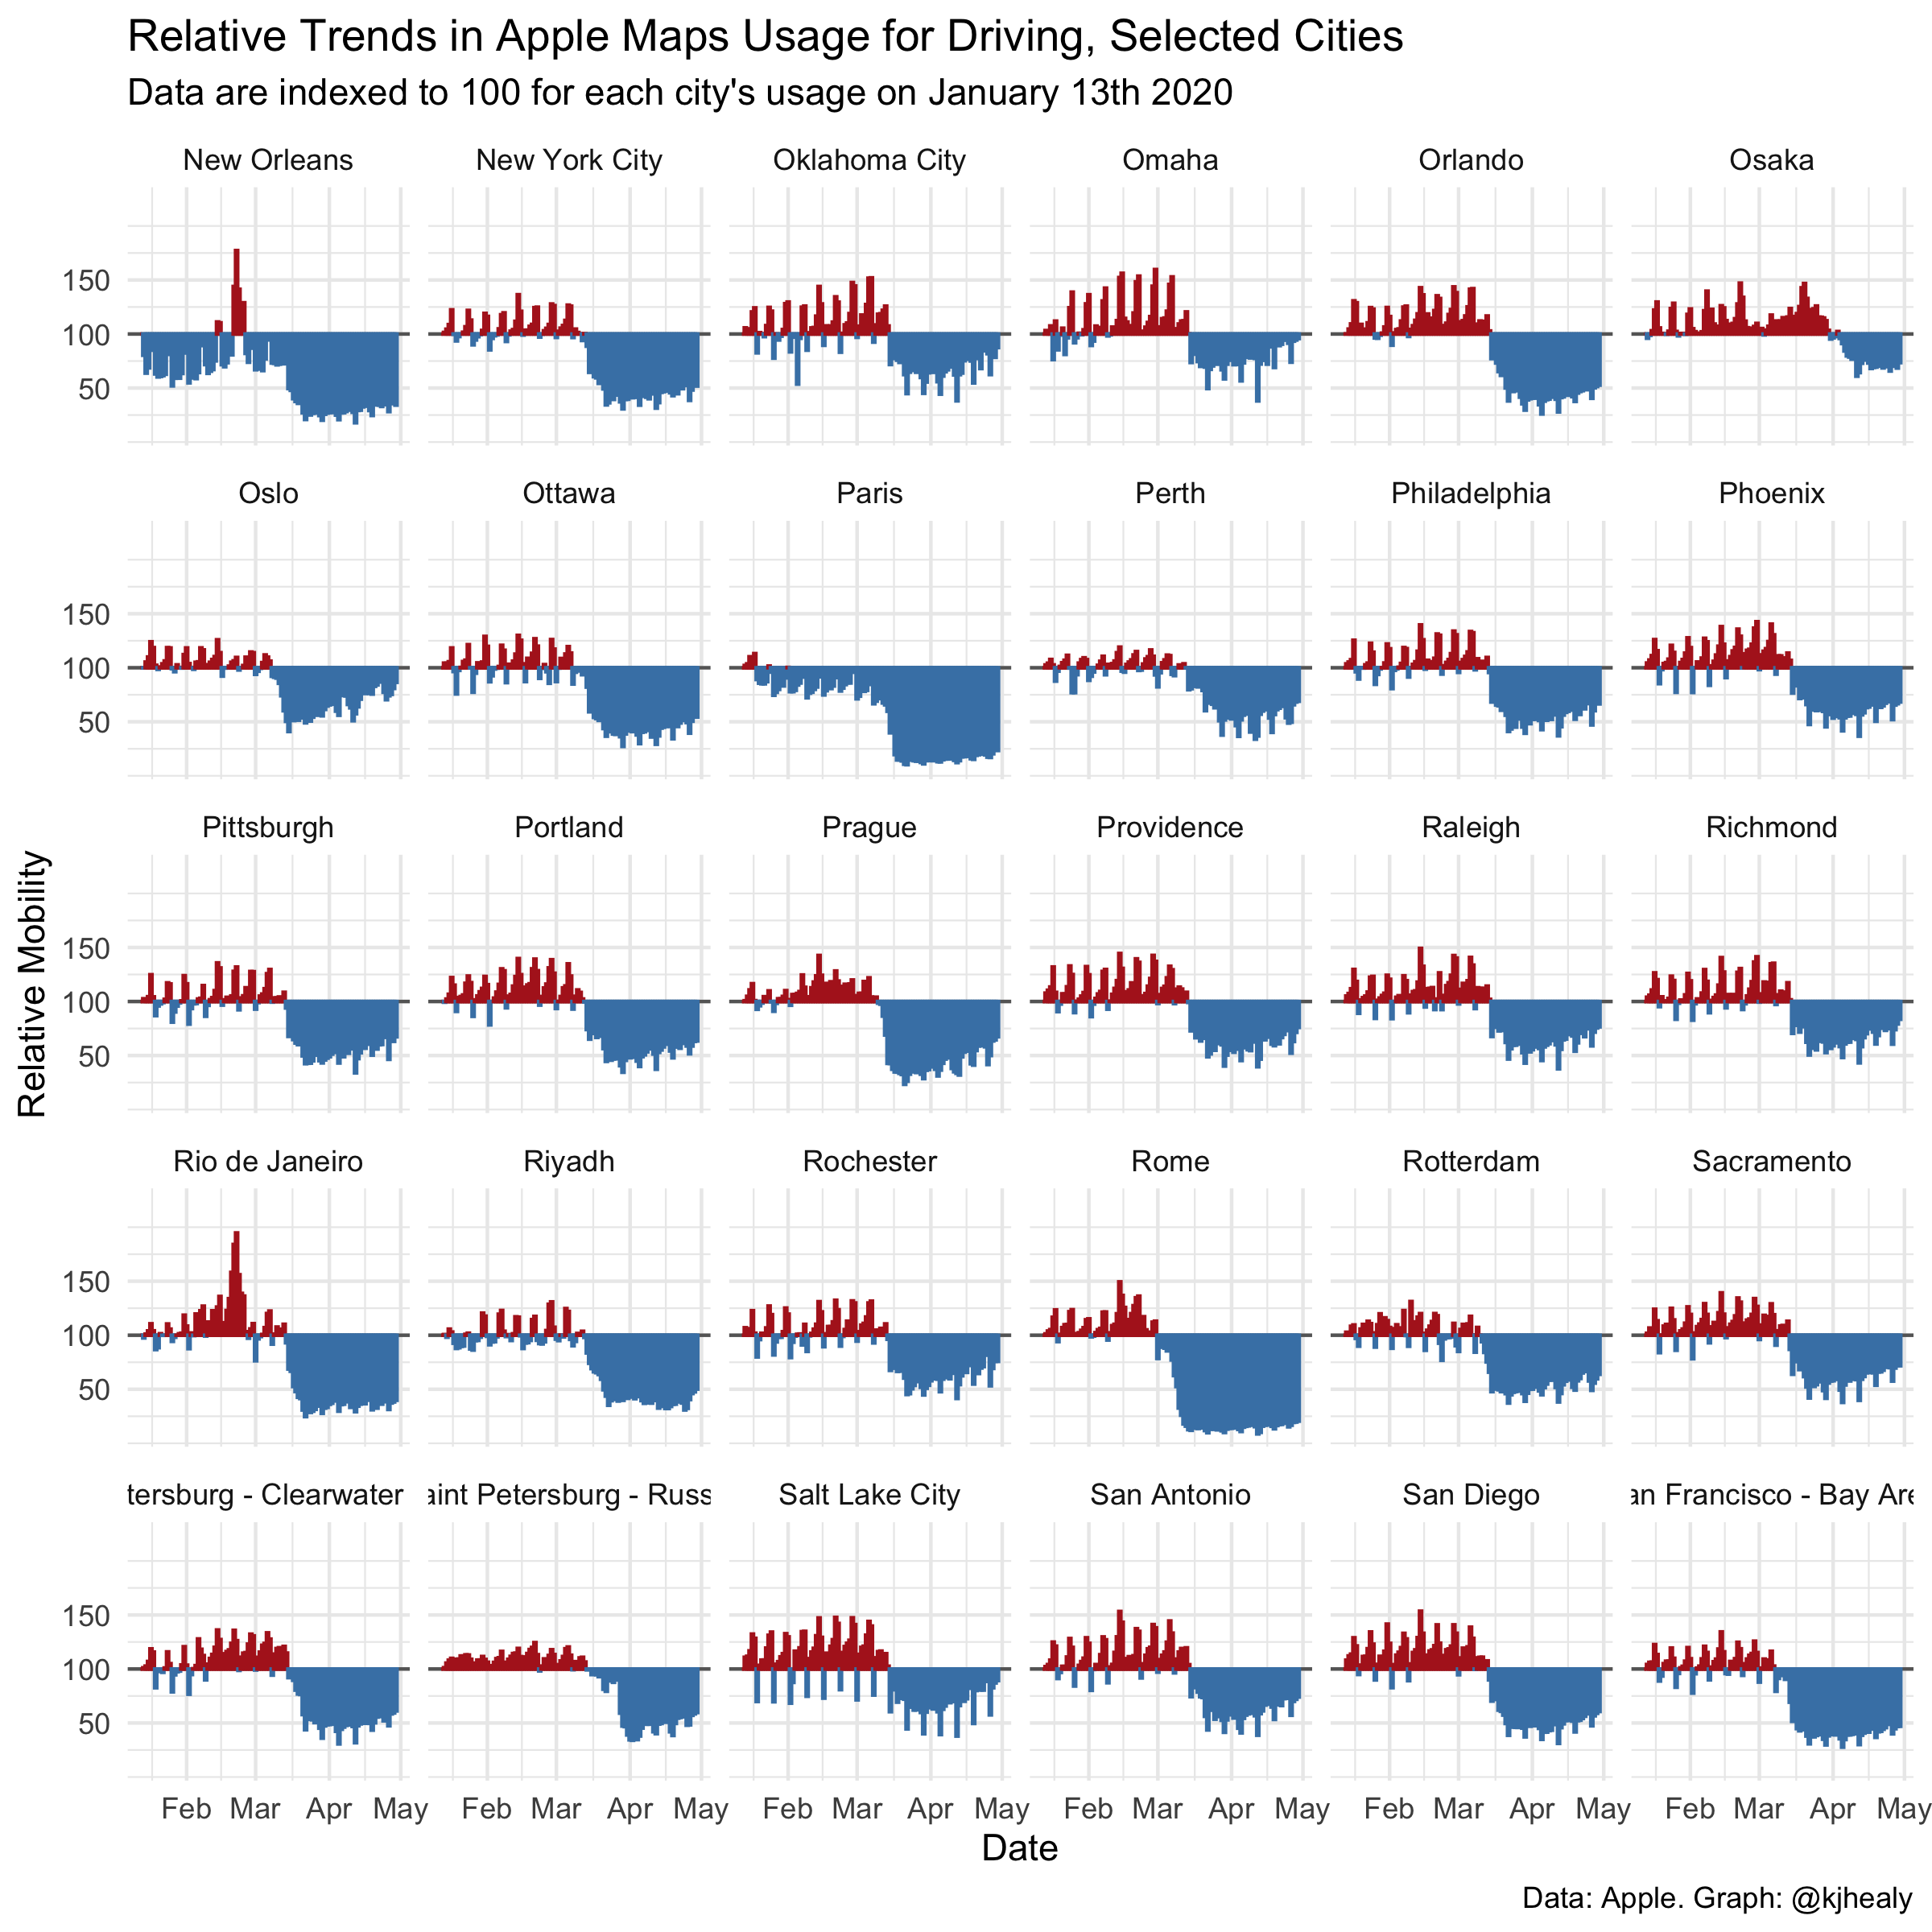 Relative Trends in Apple Maps Usage for Driving, Selected Cities
Data are indexed to 100 for each city's usage on January 13th 2020
New Orleans New York City Oklahoma City Omaha Orlando Osaka
150
100
50
Oslo Ottawa Paris Perth Philadelphia Phoenix
150
100
50
Relative Mobility
Pittsburgh Portland Prague Providence Raleigh Richmond
150
100
50
Rio de Janeiro Riyadh Rochester Rome Rotterdam Sacramento
150
100
50
tersburg - Clearwater aint Petersburg - Russ Salt Lake City San Antonio San Diego an Francisco - Bay Are
150
100
50
Feb Mar Apr May Feb Mar Apr May Feb Mar Apr May Feb Mar Apr May Feb Mar Apr May Feb Mar Apr May
Date
Data: Apple. Graph: @kjhealy